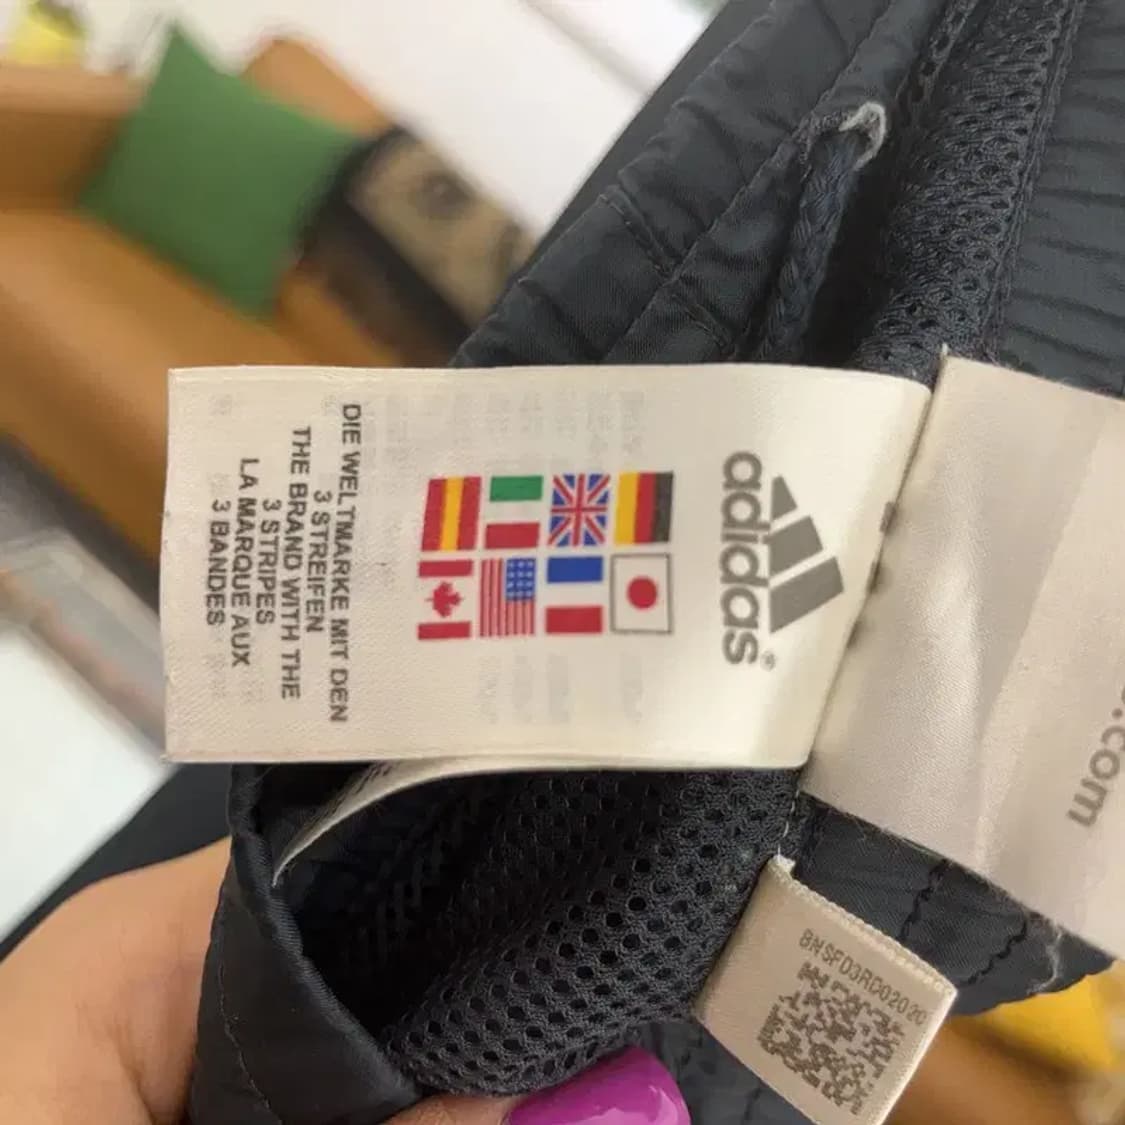 adidas®
DIE WELTMARKE MIT DEN
3 STREIFEN
THE BRAND WITH THE
3 STRIPES
LA MARQUE AUX
3 BANDES
.com
8MSFD3RD02020